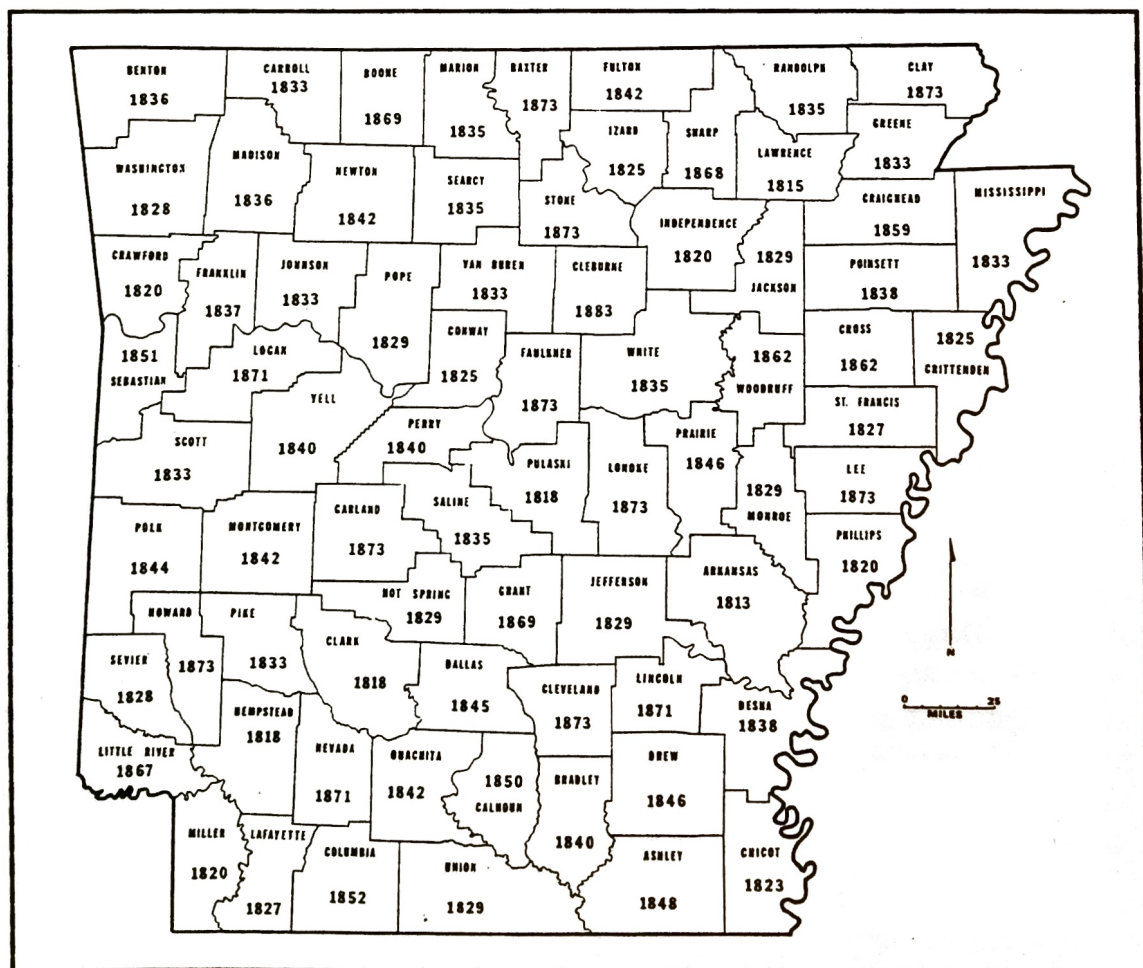 BENTON
1836
CARROLL
1833
BOONE
1869
MARION
1835
BAXTER
1873
FULTON
1842
RANDOLPH
1835
CLAY
1873
WASHINGTON
1828
MADISON
1836
NEWTON
1842
SEARCY
1835
STONE
1873
IZARD
1825
SHARP
1868
LAWRENCE
1815
GREENE
1833
CRAIGHEAD
1859
MISSISSIPPI
1833
CRAWFORD
1820
FRANKLIN
1837
JOHNSON
1833
POPE
1829
VAN BUREN
1833
CLEBURNE
1883
INDEPENDENCE
1820
1829
JACKSON
POINSETT
1838
1851
SEBASTIAN
LOGAN
1871
CONWAY
1825
FAULKNER
1873
WHITE
1835
1862
WOODRUFF
CROSS
1862
1825
CRITTENDEN
SCOTT
1833
YELL
1840
PERRY
1840
PULASKI
1818
LONOKE
1873
PRAIRIE
1846
1829
MONROE
ST. FRANCIS
1827
LEE
1873
POLK
1844
MONTGOMERY
1842
GARLAND
1873
SALINE
1835
PHILLIPS
1820
HOWARD
1873
PIKE
1833
HOT SPRING
1829
GRANT
1869
JEFFERSON
1829
ARKANSAS
1813
SEVIER
1828
CLARK
1818
DALLAS
1845
CLEVELAND
1873
LINCOLN
1871
DESHA
1838
N
0 25
MILES
LITTLE RIVER
1867
HEMPSTEAD
1818
NEVADA
1871
OUACHITA
1842
1850
CALHOUN
BRADLEY
1840
DREW
1846
MILLER
1820
LAFAYETTE
1827
COLUMBIA
1852
UNION
1829
ASHLEY
1848
CHICOT
1823